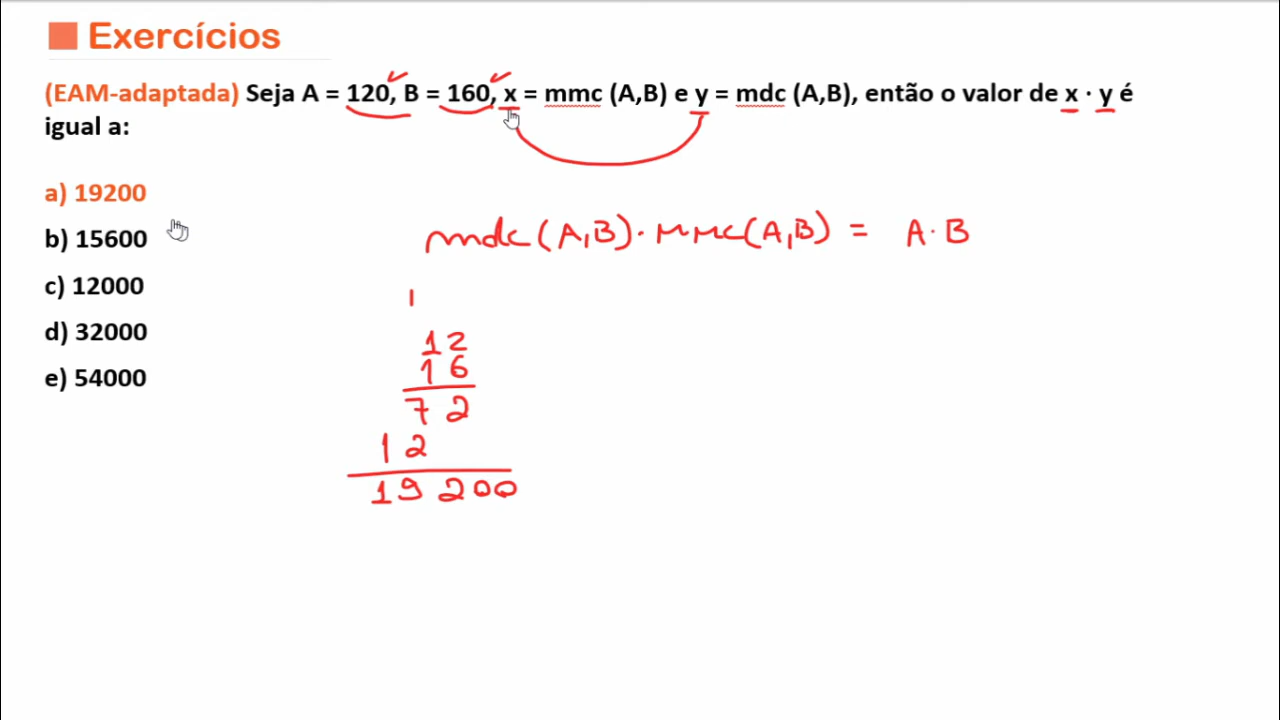 Exercícios
(EAM-adaptada) Seja A = 120, B = 160, x = mmc (A,B) e y = mdc (A,B), então o valor de x · y é
igual a:
a) 19200
b) 15600
c) 12000
d) 32000
e) 54000
mdc(A,B)·mmc(A,B) = A·B
1
12
16
72
12
19200